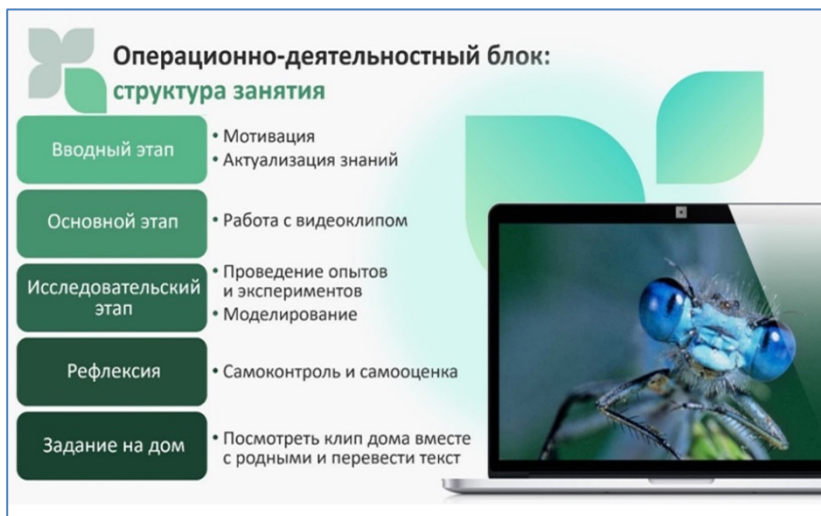 Операционно-деятельностный блок:
структура занятия
Вводный этап
• Мотивация
• Актуализация знаний
Основной этап
• Работа с видеоклипом
Исследовательский
этап
• Проведение опытов
и экспериментов
• Моделирование
Рефлексия
• Самоконтроль и самооценка
Задание на дом
• Посмотреть клип дома вместе
с родными и перевести текст